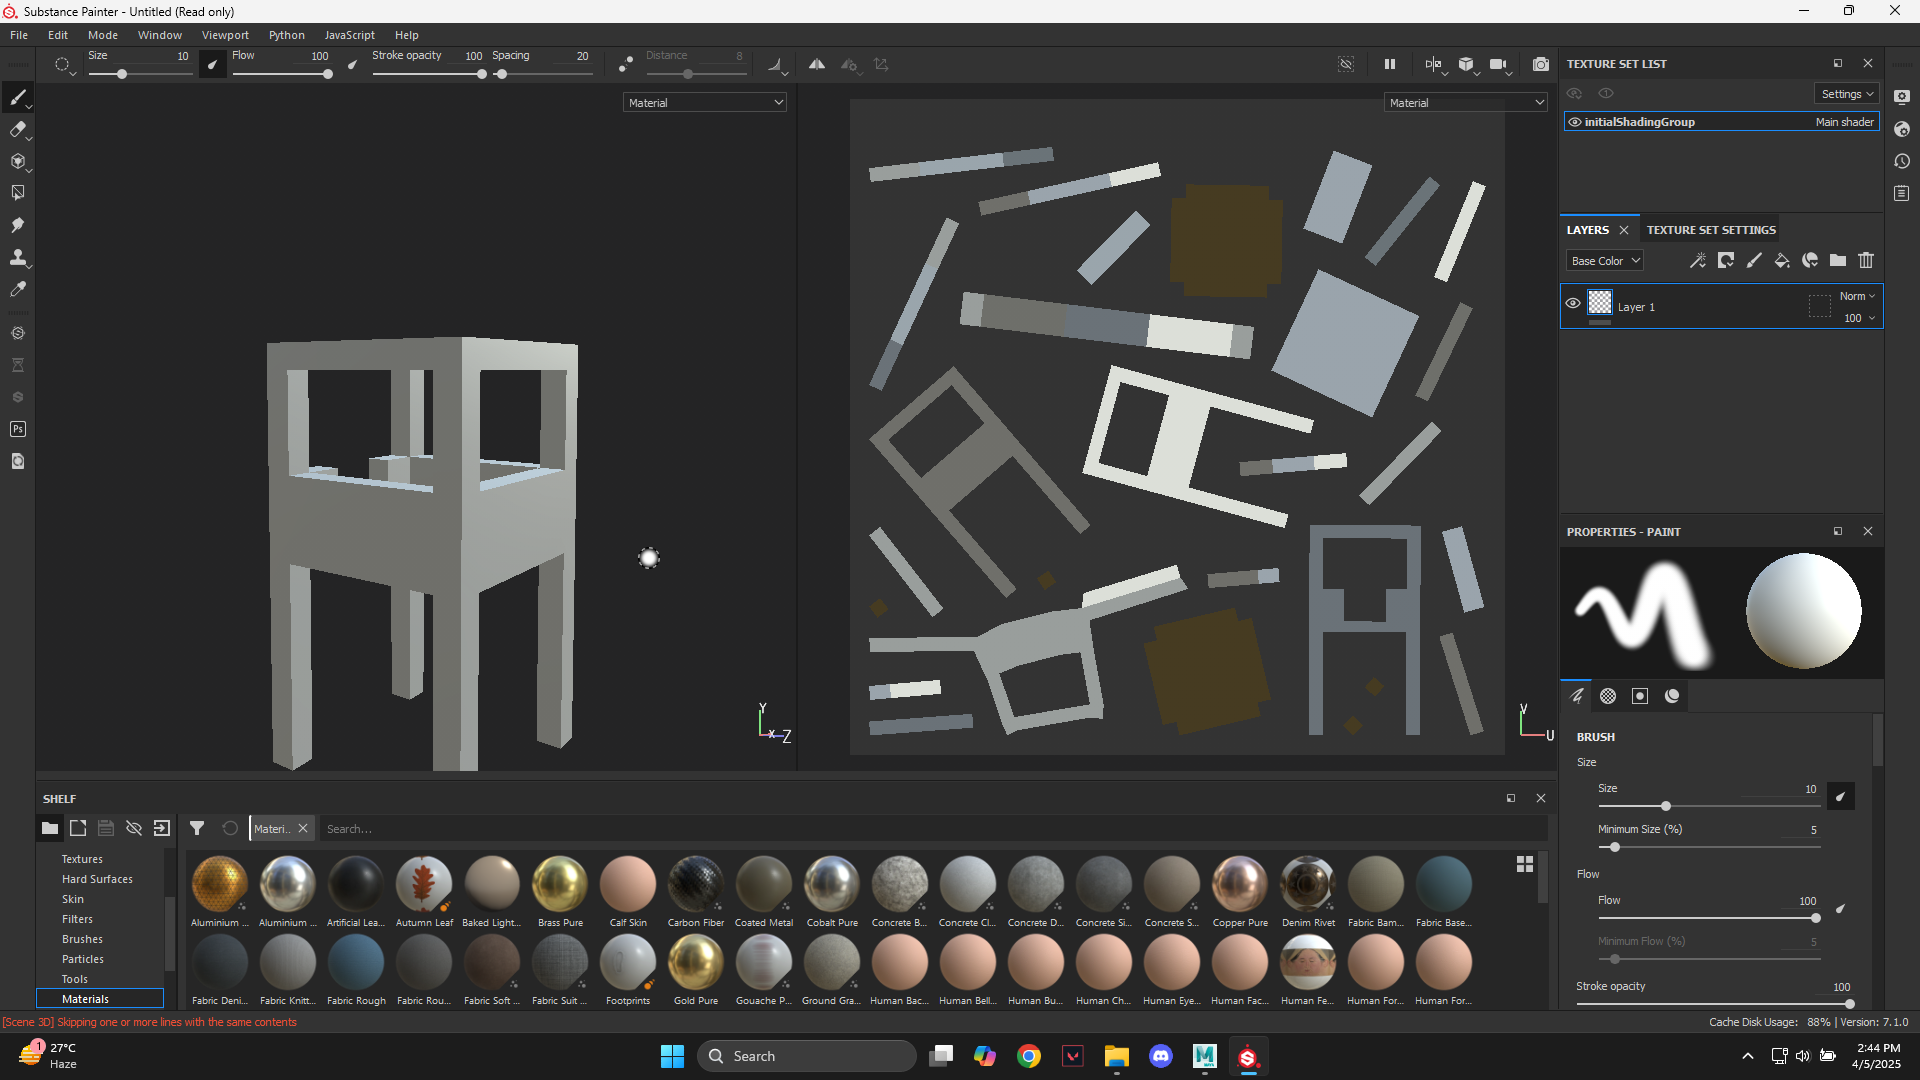 Substance Painter - Untitled (Read only)
File Edit Mode Window Viewport Python JavaScript Help
Size 10 Flow 100 Stroke opacity 100 Spacing 20 Distance 8
Material
Material
Y
X
Z
V
U
TEXTURE SET LIST
Settings
initialShadingGroup Main shader
LAYERS TEXTURE SET SETTINGS
Base Color
Norm
Layer 1
100
PROPERTIES - PAINT
BRUSH
Size
Size 10
Minimum Size (%) 5
Flow
Flow 100
Minimum Flow (%) 5
Stroke opacity 100
Ps
SHELF
Materi... Search...
Textures
Hard Surfaces
Skin
Filters
Brushes
Particles
Tools
Materials
Aluminium ... Aluminium ... Artificial Lea... Autumn Leaf Baked Light... Brass Pure Calf Skin Carbon Fiber Coated Metal Cobalt Pure Concrete B... Concrete Cl... Concrete D... Concrete Si... Concrete S... Copper Pure Denim Rivet Fabric Bam... Fabric Base...
Fabric Deni... Fabric Knitt... Fabric Rough Fabric Rou... Fabric Soft ... Fabric Suit ... Footprints Gold Pure Gouache P... Ground Gra... Human Bac... Human Bell... Human Bu... Human Ch... Human Eye... Human Fac... Human Fe... Human For... Human For...
[Scene 3D] Skipping one or more lines with the same contents
Cache Disk Usage: 88% | Version: 7.1.0
1
27°C
Haze
Search
M
2:44 PM
4/5/2025